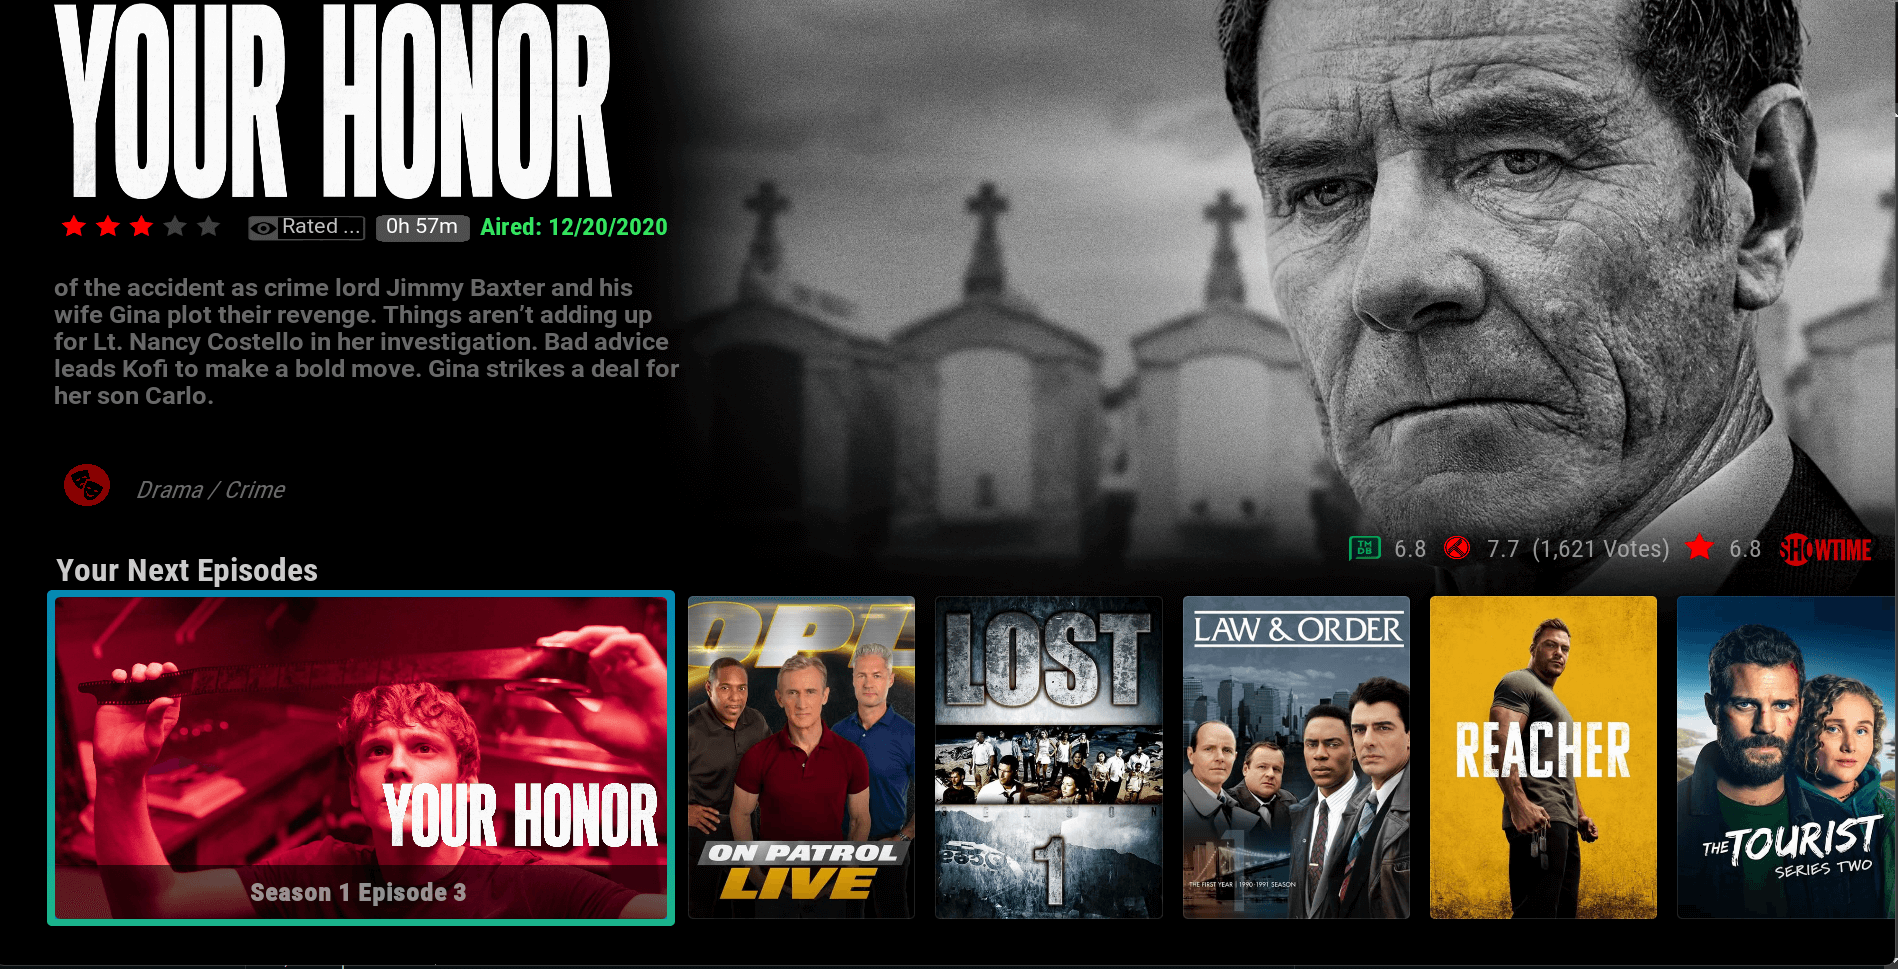 YOUR HONOR
Rated ... 0h 57m Aired: 12/20/2020
of the accident as crime lord Jimmy Baxter and his
wife Gina plot their revenge. Things aren’t adding up
for Lt. Nancy Costello in her investigation. Bad advice
leads Kofi to make a bold move. Gina strikes a deal for
her son Carlo.
Drama / Crime
TM
DB
6.8 7.7 (1,621 Votes) 6.8 SHOWTIME
Your Next Episodes
YOUR HONOR
Season 1 Episode 3
OPL
ON PATROL
LIVE
LOST
SEASON
1
LAW & ORDER
1
THE FIRST YEAR | 1990-1991 SEASON
REACHER
THE TOURIST
SERIES TWO